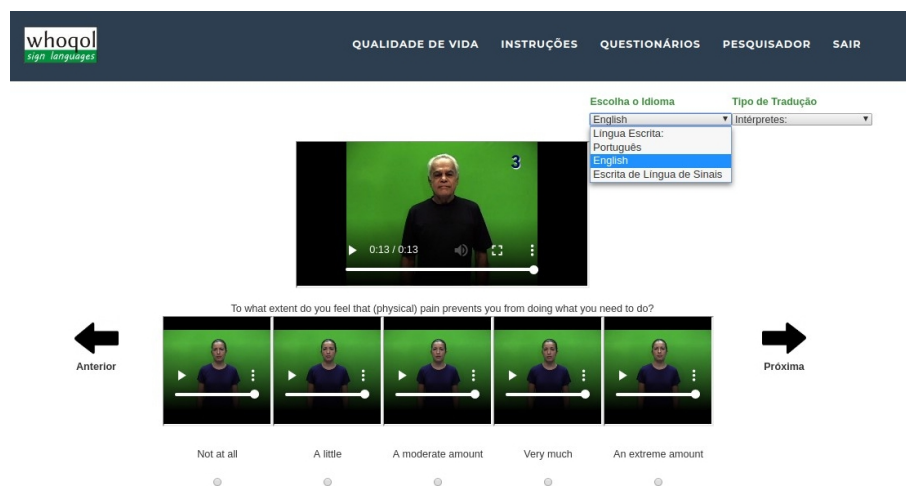 whoqol
sign languages
QUALIDADE DE VIDA INSTRUÇÕES QUESTIONÁRIOS PESQUISADOR SAIR
Escolha o Idioma Tipo de Tradução
English Intérpretes:
Língua Escrita:
Português
English
Escrita de Língua de Sinais
3
0:13 / 0:13
To what extent do you feel that (physical) pain prevents you from doing what you need to do?
Anterior Próxima
Not at all A little A moderate amount Very much An extreme amount